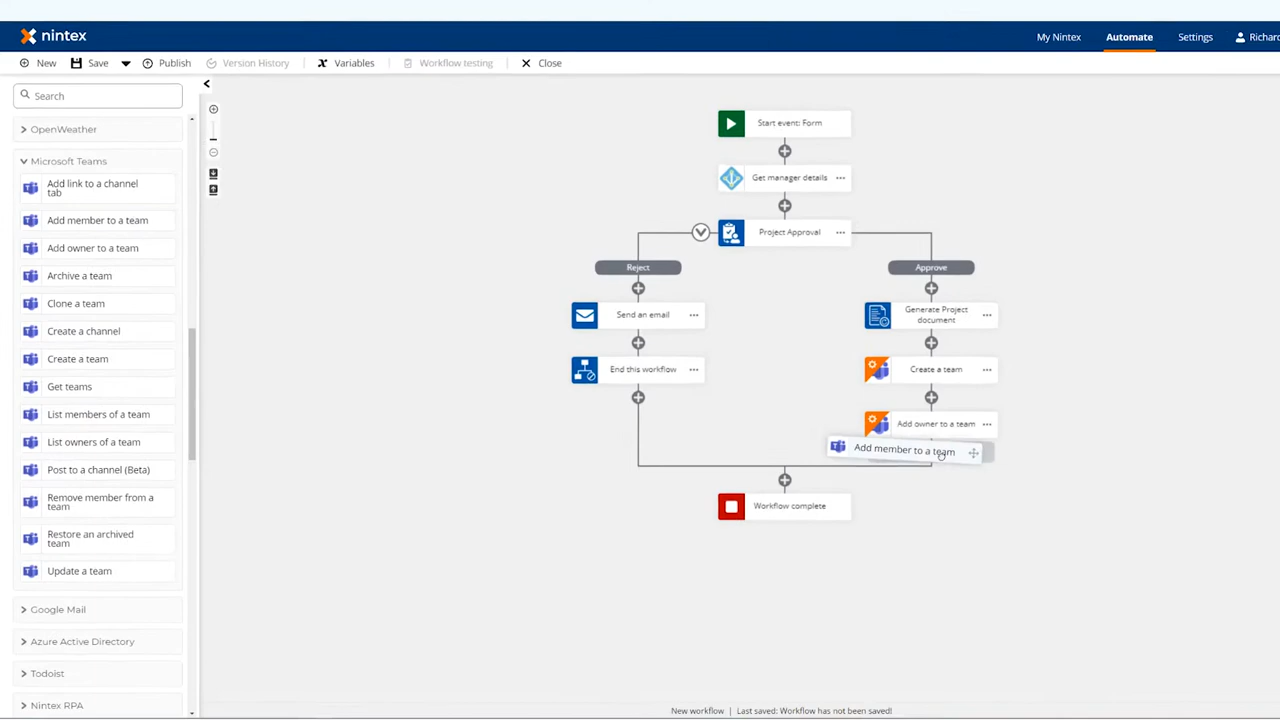 nintex
My Nintex
Automate
Settings
Richard
New
Save
Publish
Version History
Variables
Workflow testing
Close
Search
OpenWeather
Microsoft Teams
Add link to a channel
tab
Add member to a team
Add owner to a team
Archive a team
Clone a team
Create a channel
Create a team
Get teams
List members of a team
List owners of a team
Post to a channel (Beta)
Remove member from a
team
Restore an archived
team
Update a team
Google Mail
Azure Active Directory
Todoist
Nintex RPA
Start event: Form
Get manager details
Project Approval
Reject
Approve
Send an email
Generate Project
document
End this workflow
Create a team
Add owner to a team
Add member to a team
Workflow complete
New workflow | Last saved: Workflow has not been saved!